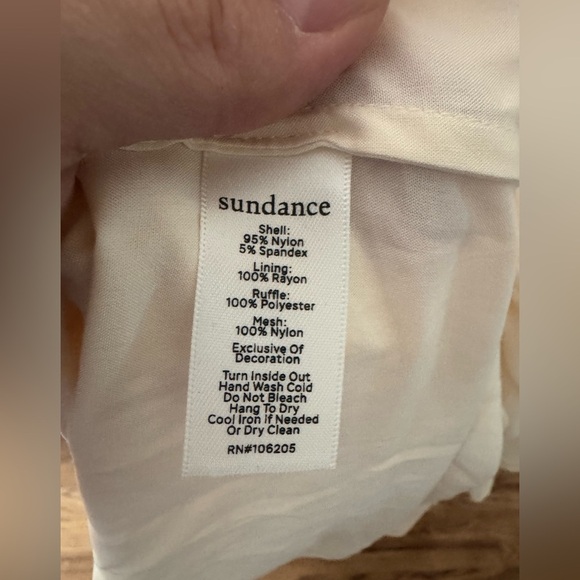 sundance
Shell:
95% Nylon
5% Spandex
Lining:
100% Rayon
Ruffle:
100% Polyester
Mesh:
100% Nylon
Exclusive Of
Decoration
Turn Inside Out
Hand Wash Cold
Do Not Bleach
Hang To Dry
Cool Iron if Needed
Or Dry Clean
RN#106205